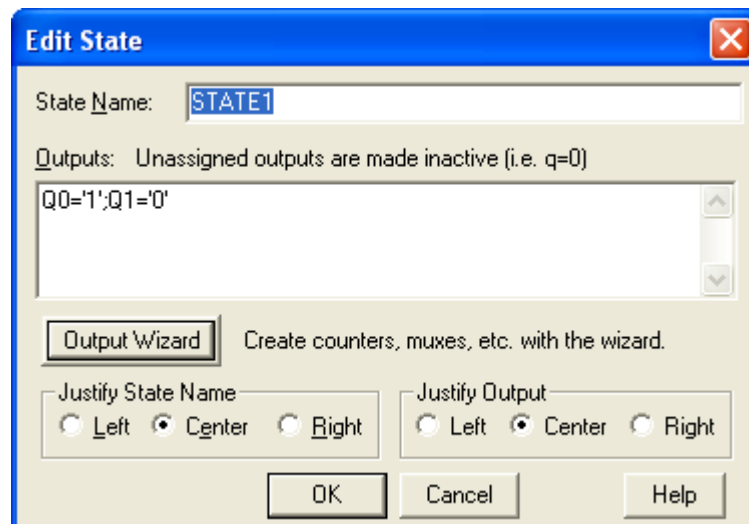 Edit State
State Name: STATE1
Outputs: Unassigned outputs are made inactive (i.e. q=0)
Q0='1';Q1='0'
Output Wizard Create counters, muxes, etc. with the wizard.
Justify State Name Justify Output
Left Center Right Left Center Right
OK Cancel Help